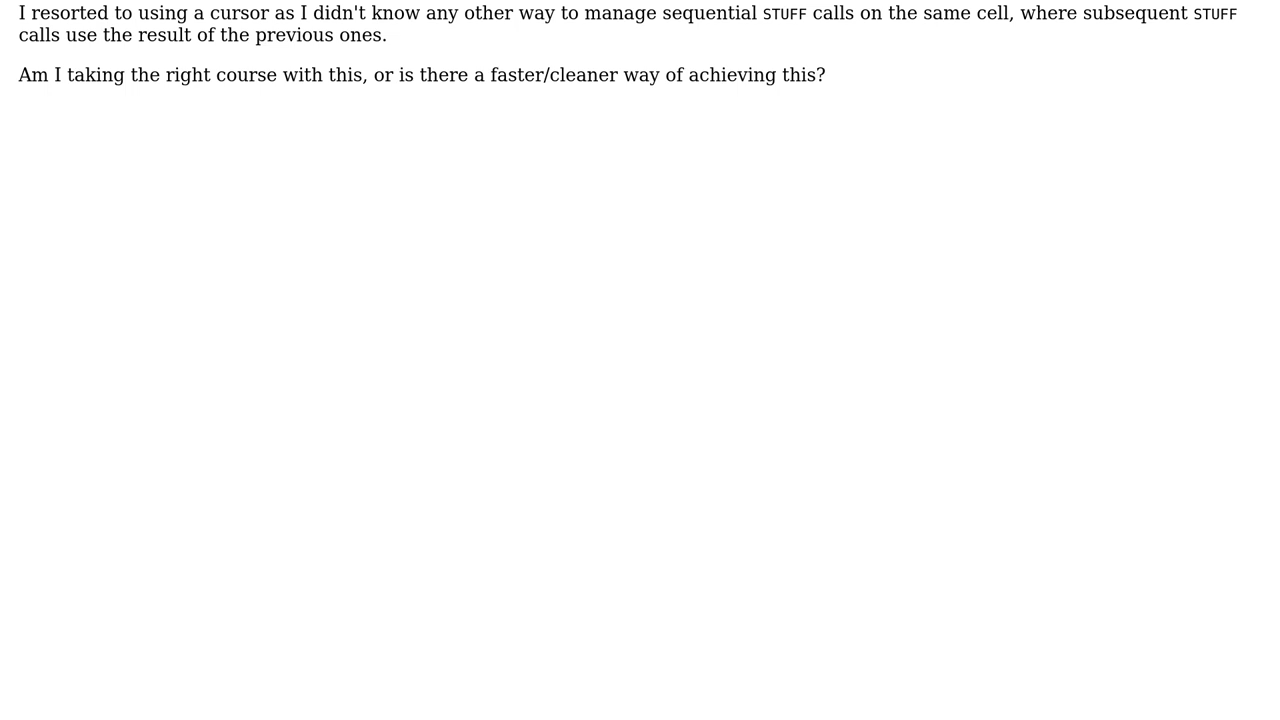 I resorted to using a cursor as I didn't know any other way to manage sequential STUFF calls on the same cell, where subsequent STUFF
calls use the result of the previous ones.
Am I taking the right course with this, or is there a faster/cleaner way of achieving this?